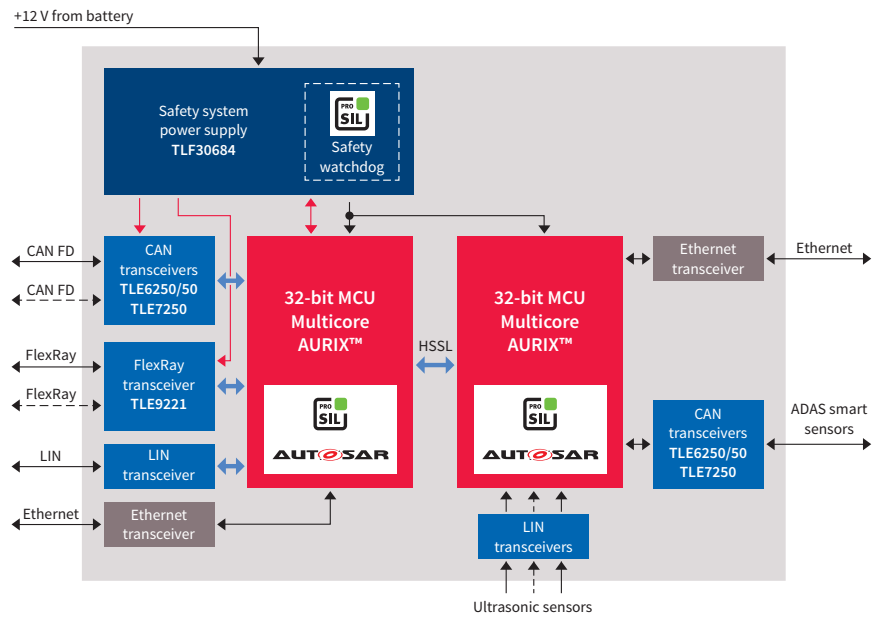 +12 V from battery
Safety system
power supply
TLF30684
PRO
SIL
Safety
watchdog
CAN FD
CAN FD
CAN
transceivers
TLE6250/50
TLE7250
FlexRay
FlexRay
FlexRay
transceiver
TLE9221
LIN
LIN
transceiver
Ethernet
Ethernet
transceiver
32-bit MCU
Multicore
AURIX™
PRO
SIL
AUTOSAR
HSSL
32-bit MCU
Multicore
AURIX™
PRO
SIL
AUTOSAR
Ethernet
transceiver
Ethernet
CAN
transceivers
TLE6250/50
TLE7250
ADAS smart
sensors
LIN
transceivers
Ultrasonic sensors